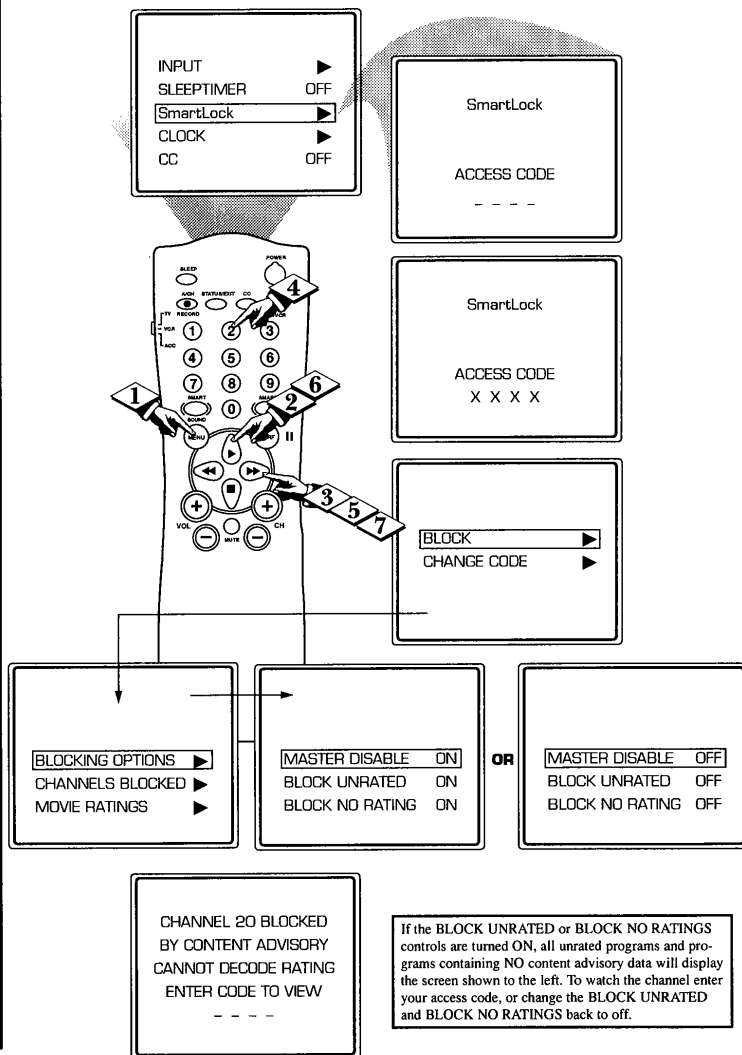 INPUT ▶
SLEEPTIMER OFF
SmartLock ▶
CLOCK ▶
CC OFF
SmartLock
ACCESS CODE
_ _ _ _
SmartLock
ACCESS CODE
X X X X
BLOCK ▶
CHANGE CODE ▶
SLEEP
POWER
A/CH
STATUS/EXIT
CC
TV
VCR
ACC
RECORD
1
2
3
4
5
6
7
8
9
SMART
SOUND
0
MENU
II
VOL
MUTE
CH
1
4
6
2
3
5
7
BLOCKING OPTIONS ▶
CHANNELS BLOCKED ▶
MOVIE RATINGS ▶
MASTER DISABLE ON
BLOCK UNRATED ON
BLOCK NO RATING ON
OR
MASTER DISABLE OFF
BLOCK UNRATED OFF
BLOCK NO RATING OFF
CHANNEL 20 BLOCKED
BY CONTENT ADVISORY
CANNOT DECODE RATING
ENTER CODE TO VIEW
_ _ _ _
If the BLOCK UNRATED or BLOCK NO RATINGS
controls are turned ON, all unrated programs and pro-
grams containing NO content advisory data will display
the screen shown to the left. To watch the channel enter
your access code, or change the BLOCK UNRATED
and BLOCK NO RATINGS back to off.